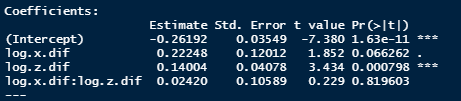 Coefficients:
Estimate Std. Error t value Pr(>|t|)
(Intercept) -0.26192 0.03549 -7.380 1.63e-11 ***
log.x.dif 0.22248 0.12012 1.852 0.066262 .
log.z.dif 0.14004 0.04078 3.434 0.000798 ***
log.x.dif:log.z.dif 0.02420 0.10589 0.229 0.819603
---